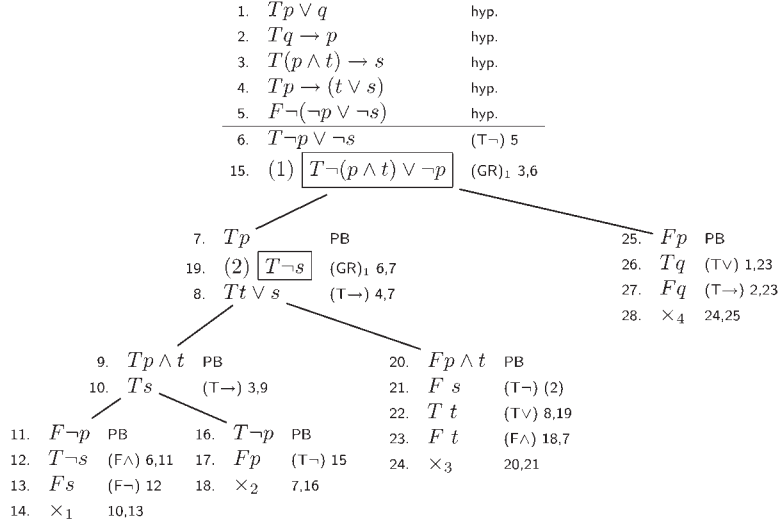 1. Tp ∨ q hyp.
2. Tq → p hyp.
3. T(p ∧ t) → s hyp.
4. Tp → (t ∨ s) hyp.
5. F¬(¬p ∨ ¬s) hyp.
6. T¬p ∨ ¬s (T¬) 5
15. (1) T¬(p ∧ t) ∨ ¬p (GR)₁ 3,6
7. Tp PB
19. (2) T¬s (GR)₁ 6,7
8. Tt ∨ s (T→) 4,7
25. Fp PB
26. Tq (T∨) 1,23
27. Fq (T→) 2,23
28. ×₄ 24,25
9. Tp ∧ t PB
10. Ts (T→) 3,9
20. Fp ∧ t PB
21. F s (T¬) (2)
22. T t (T∨) 8,19
23. F t (F∧) 18,7
24. ×₃ 20,21
11. F¬p PB
12. T¬s (F∧) 6,11
13. Fs (F¬) 12
14. ×₁ 10,13
16. T¬p PB
17. Fp (T¬) 15
18. ×₂ 7,16